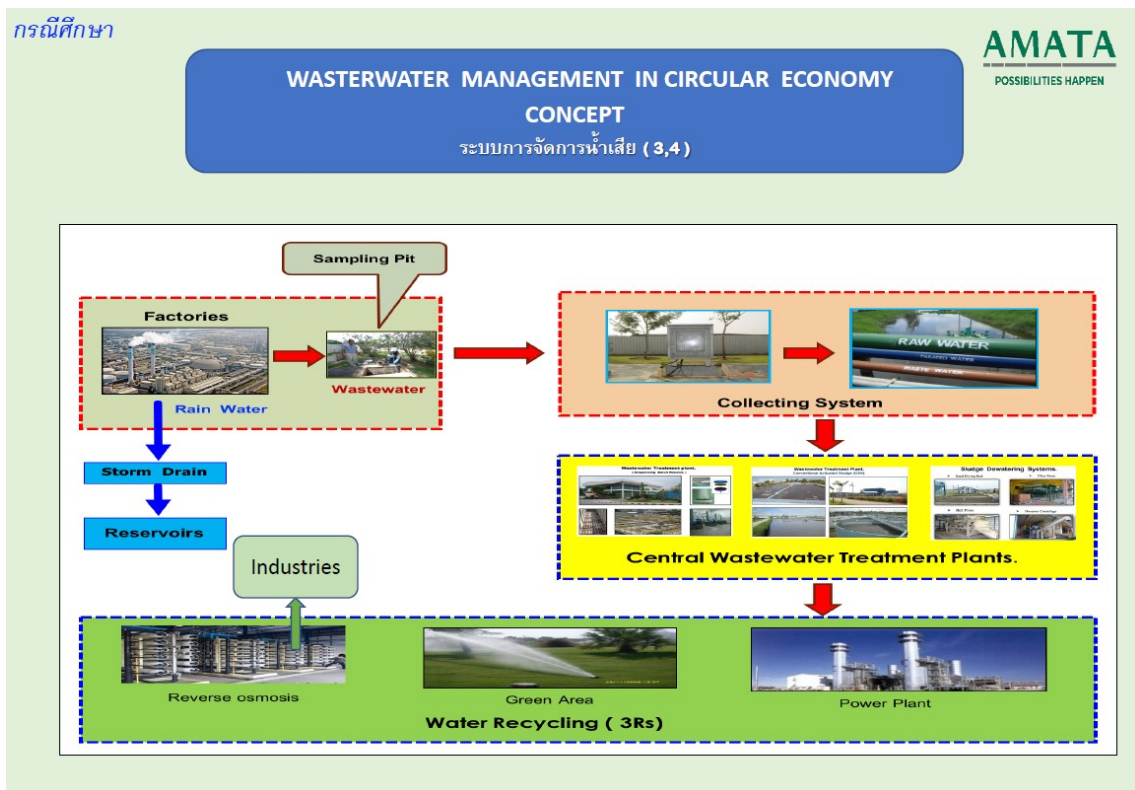 กรณีศึกษา
AMATA
POSSIBILITIES HAPPEN
WASTERWATER MANAGEMENT IN CIRCULAR ECONOMY
CONCEPT
ระบบการจัดการน้ำเสีย ( 3,4 )
Sampling Pit
Factories
Wastewater
Rain Water
Storm Drain
Reservoirs
RAW WATER
WASTE WATER
Collecting System
Wastewater Treatment plant.
Wastewater Treatment Plant.
Sludge Dewatering Systems.
Central Wastewater Treatment Plants.
Industries
Reverse osmosis
Green Area
Power Plant
Water Recycling ( 3Rs)